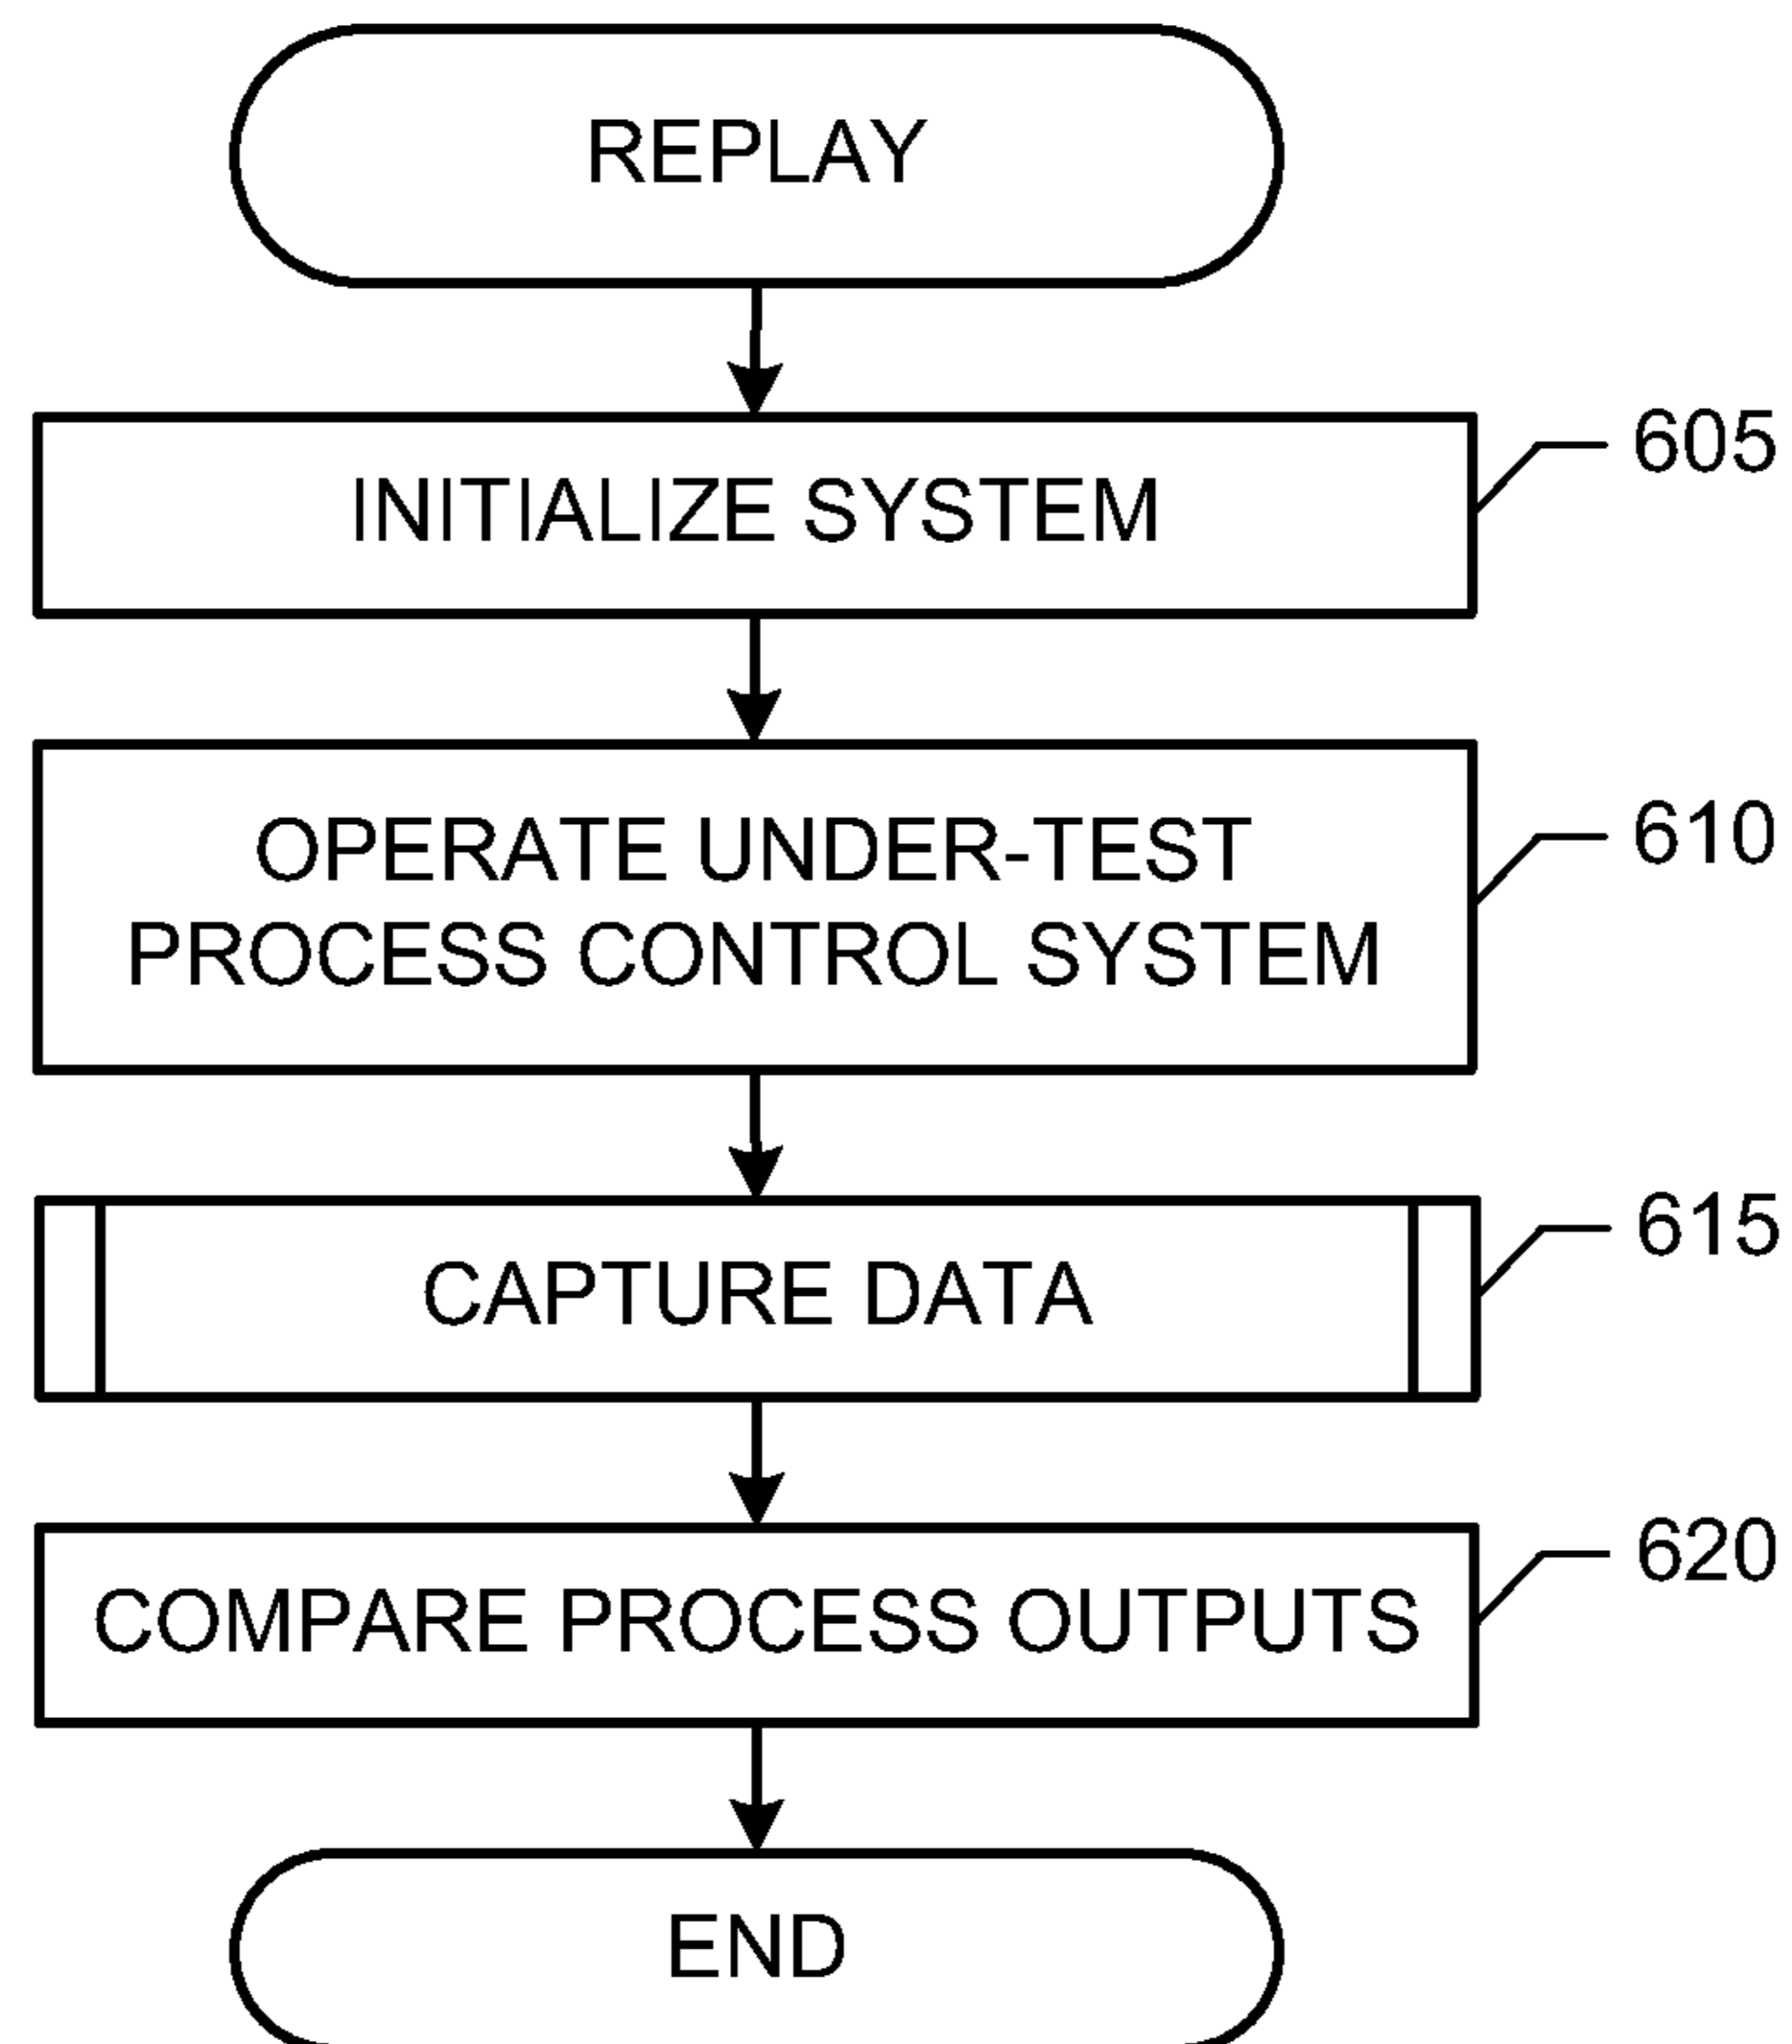 REPLAY
INITIALIZE SYSTEM
605
OPERATE UNDER-TEST
PROCESS CONTROL SYSTEM
610
CAPTURE DATA
615
COMPARE PROCESS OUTPUTS
620
END